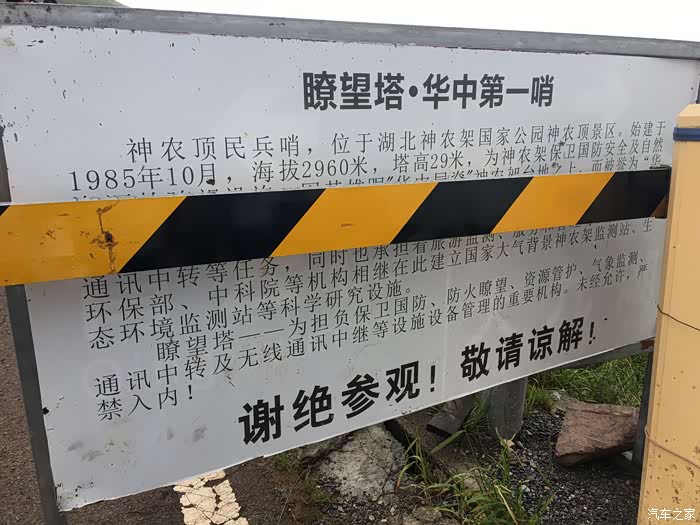 瞭望塔·华中第一哨
神农顶民兵哨，位于湖北神农架国家公园神农顶景区。始建于
1985年10月，海拔2960米，塔高29米，为神农架保卫国防安全及自然
通讯中转等任务，同时也承担着旅游监测、
环保部、中科院等机构相继在此建立国家大气背景神农架监测站、生
态环境监测站等科学研究设施。
瞭望塔——为担负保卫国防、防火瞭望、资源管护、气象监测、
通讯中转及无线通讯中继等设施设备管理的重要机构。未经允许，严
禁入内！
谢绝参观！敬请谅解！
汽车之家